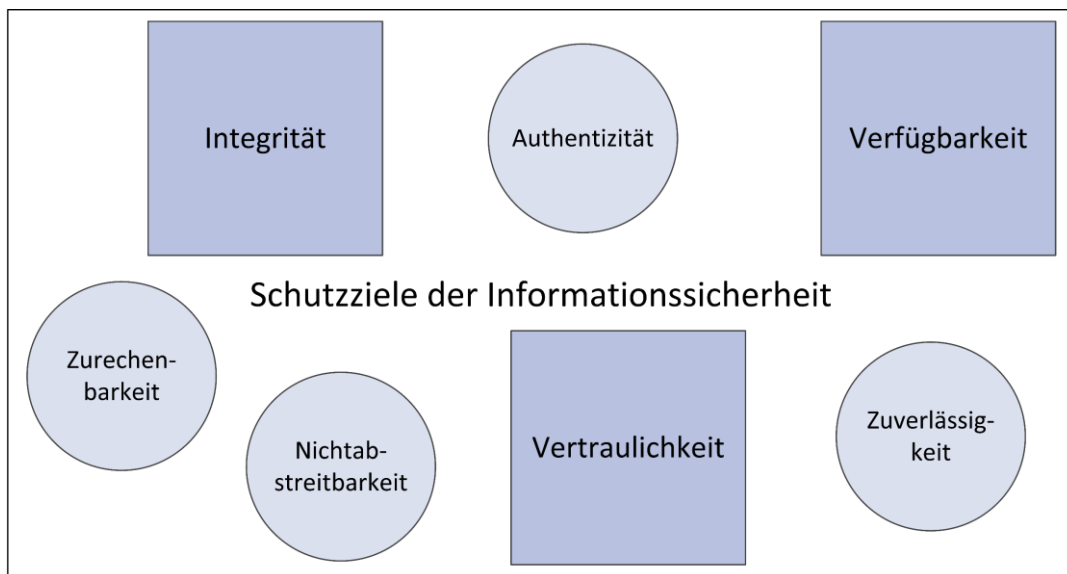 Integrität
Authentizität
Verfügbarkeit
Schutzziele der Informationssicherheit
Zurechen-
barkeit
Nichtab-
streitbarkeit
Vertraulichkeit
Zuverlässig-
keit